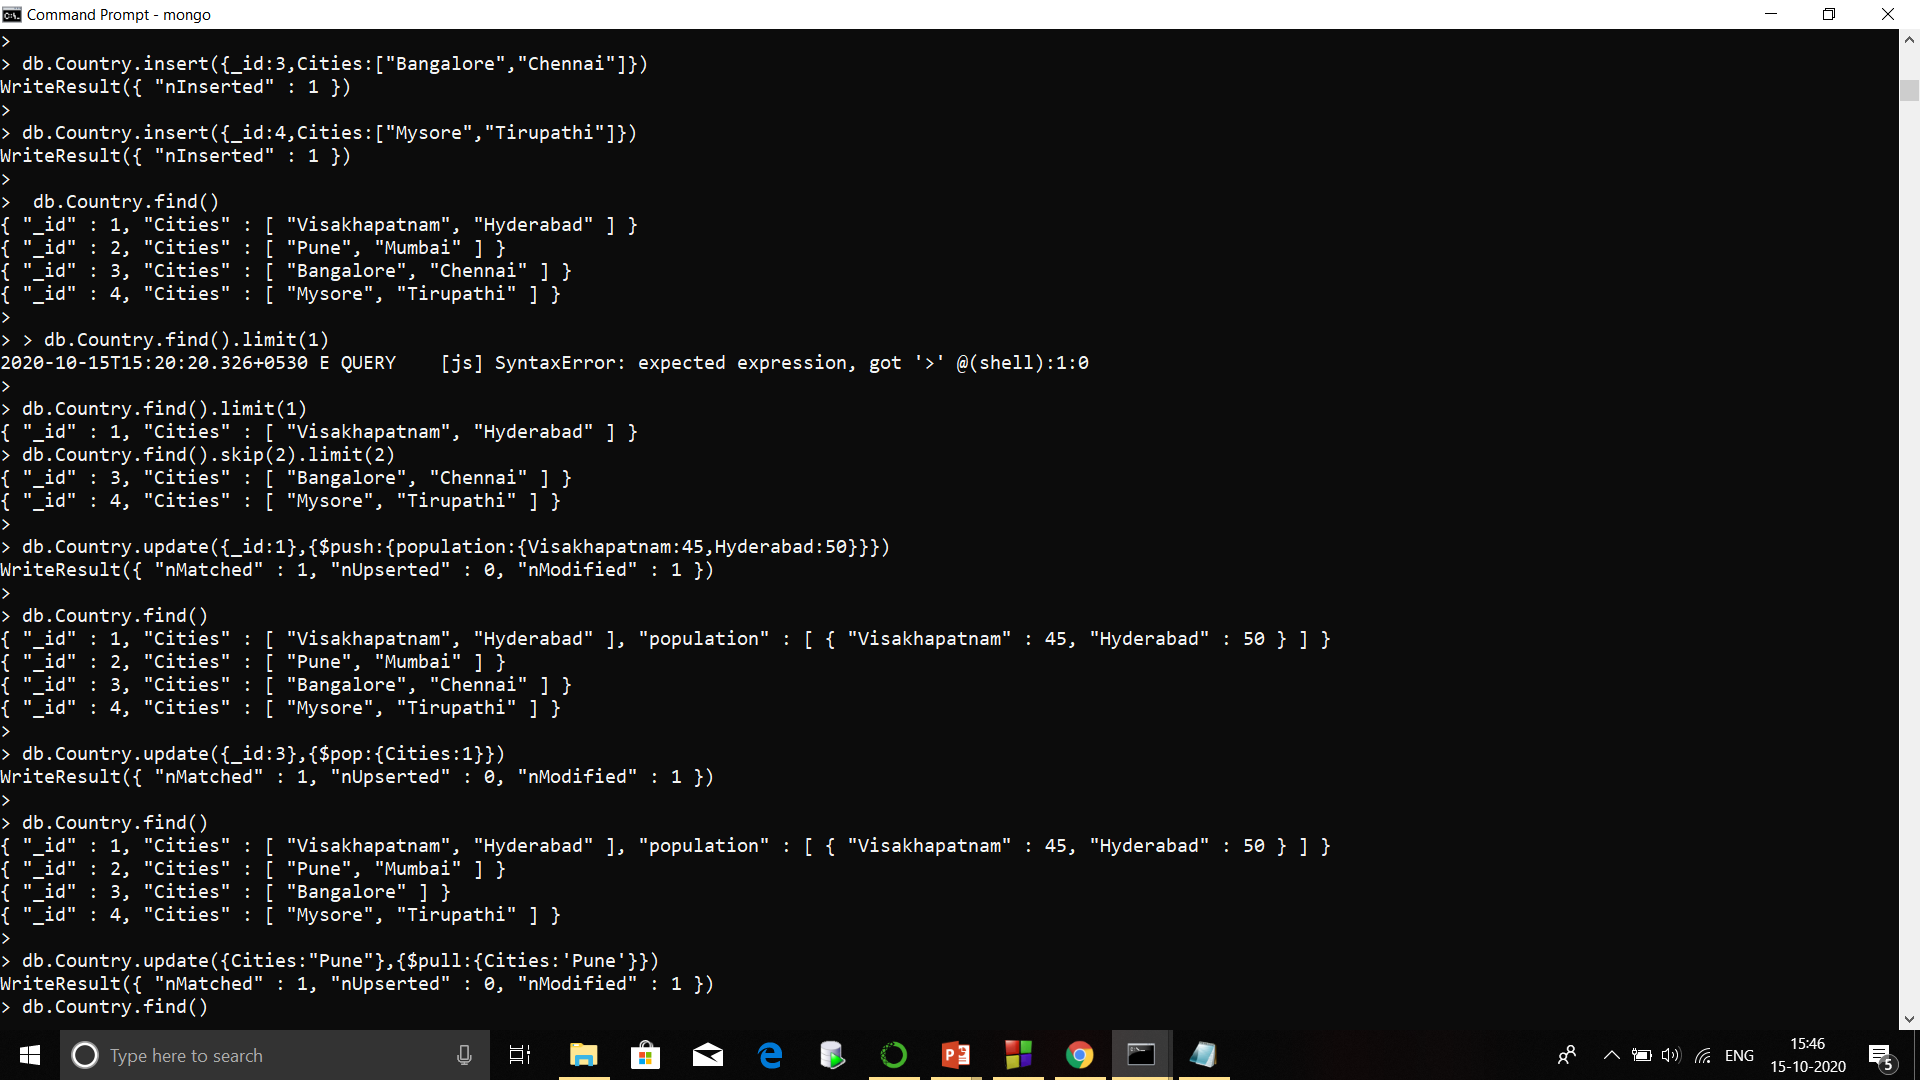 Command Prompt - mongo
>
> db.Country.insert({_id:3,Cities:["Bangalore","Chennai"]})
WriteResult({ "nInserted" : 1 })
>
> db.Country.insert({_id:4,Cities:["Mysore","Tirupathi"]})
WriteResult({ "nInserted" : 1 })
>
>  db.Country.find()
{ "_id" : 1, "Cities" : [ "Visakhapatnam", "Hyderabad" ] }
{ "_id" : 2, "Cities" : [ "Pune", "Mumbai" ] }
{ "_id" : 3, "Cities" : [ "Bangalore", "Chennai" ] }
{ "_id" : 4, "Cities" : [ "Mysore", "Tirupathi" ] }
>
> > db.Country.find().limit(1)
2020-10-15T15:20:20.326+0530 E QUERY    [js] SyntaxError: expected expression, got '>' @(shell):1:0
>
> db.Country.find().limit(1)
{ "_id" : 1, "Cities" : [ "Visakhapatnam", "Hyderabad" ] }
> db.Country.find().skip(2).limit(2)
{ "_id" : 3, "Cities" : [ "Bangalore", "Chennai" ] }
{ "_id" : 4, "Cities" : [ "Mysore", "Tirupathi" ] }
>
> db.Country.update({_id:1},{$push:{population:{Visakhapatnam:45,Hyderabad:50}}})
WriteResult({ "nMatched" : 1, "nUpserted" : 0, "nModified" : 1 })
>
> db.Country.find()
{ "_id" : 1, "Cities" : [ "Visakhapatnam", "Hyderabad" ], "population" : [ { "Visakhapatnam" : 45, "Hyderabad" : 50 } ] }
{ "_id" : 2, "Cities" : [ "Pune", "Mumbai" ] }
{ "_id" : 3, "Cities" : [ "Bangalore", "Chennai" ] }
{ "_id" : 4, "Cities" : [ "Mysore", "Tirupathi" ] }
>
> db.Country.update({_id:3},{$pop:{Cities:1}})
WriteResult({ "nMatched" : 1, "nUpserted" : 0, "nModified" : 1 })
>
> db.Country.find()
{ "_id" : 1, "Cities" : [ "Visakhapatnam", "Hyderabad" ], "population" : [ { "Visakhapatnam" : 45, "Hyderabad" : 50 } ] }
{ "_id" : 2, "Cities" : [ "Pune", "Mumbai" ] }
{ "_id" : 3, "Cities" : [ "Bangalore" ] }
{ "_id" : 4, "Cities" : [ "Mysore", "Tirupathi" ] }
>
> db.Country.update({Cities:"Pune"},{$pull:{Cities:'Pune'}})
WriteResult({ "nMatched" : 1, "nUpserted" : 0, "nModified" : 1 })
> db.Country.find()
Type here to search
ENG
15:46
15-10-2020
5